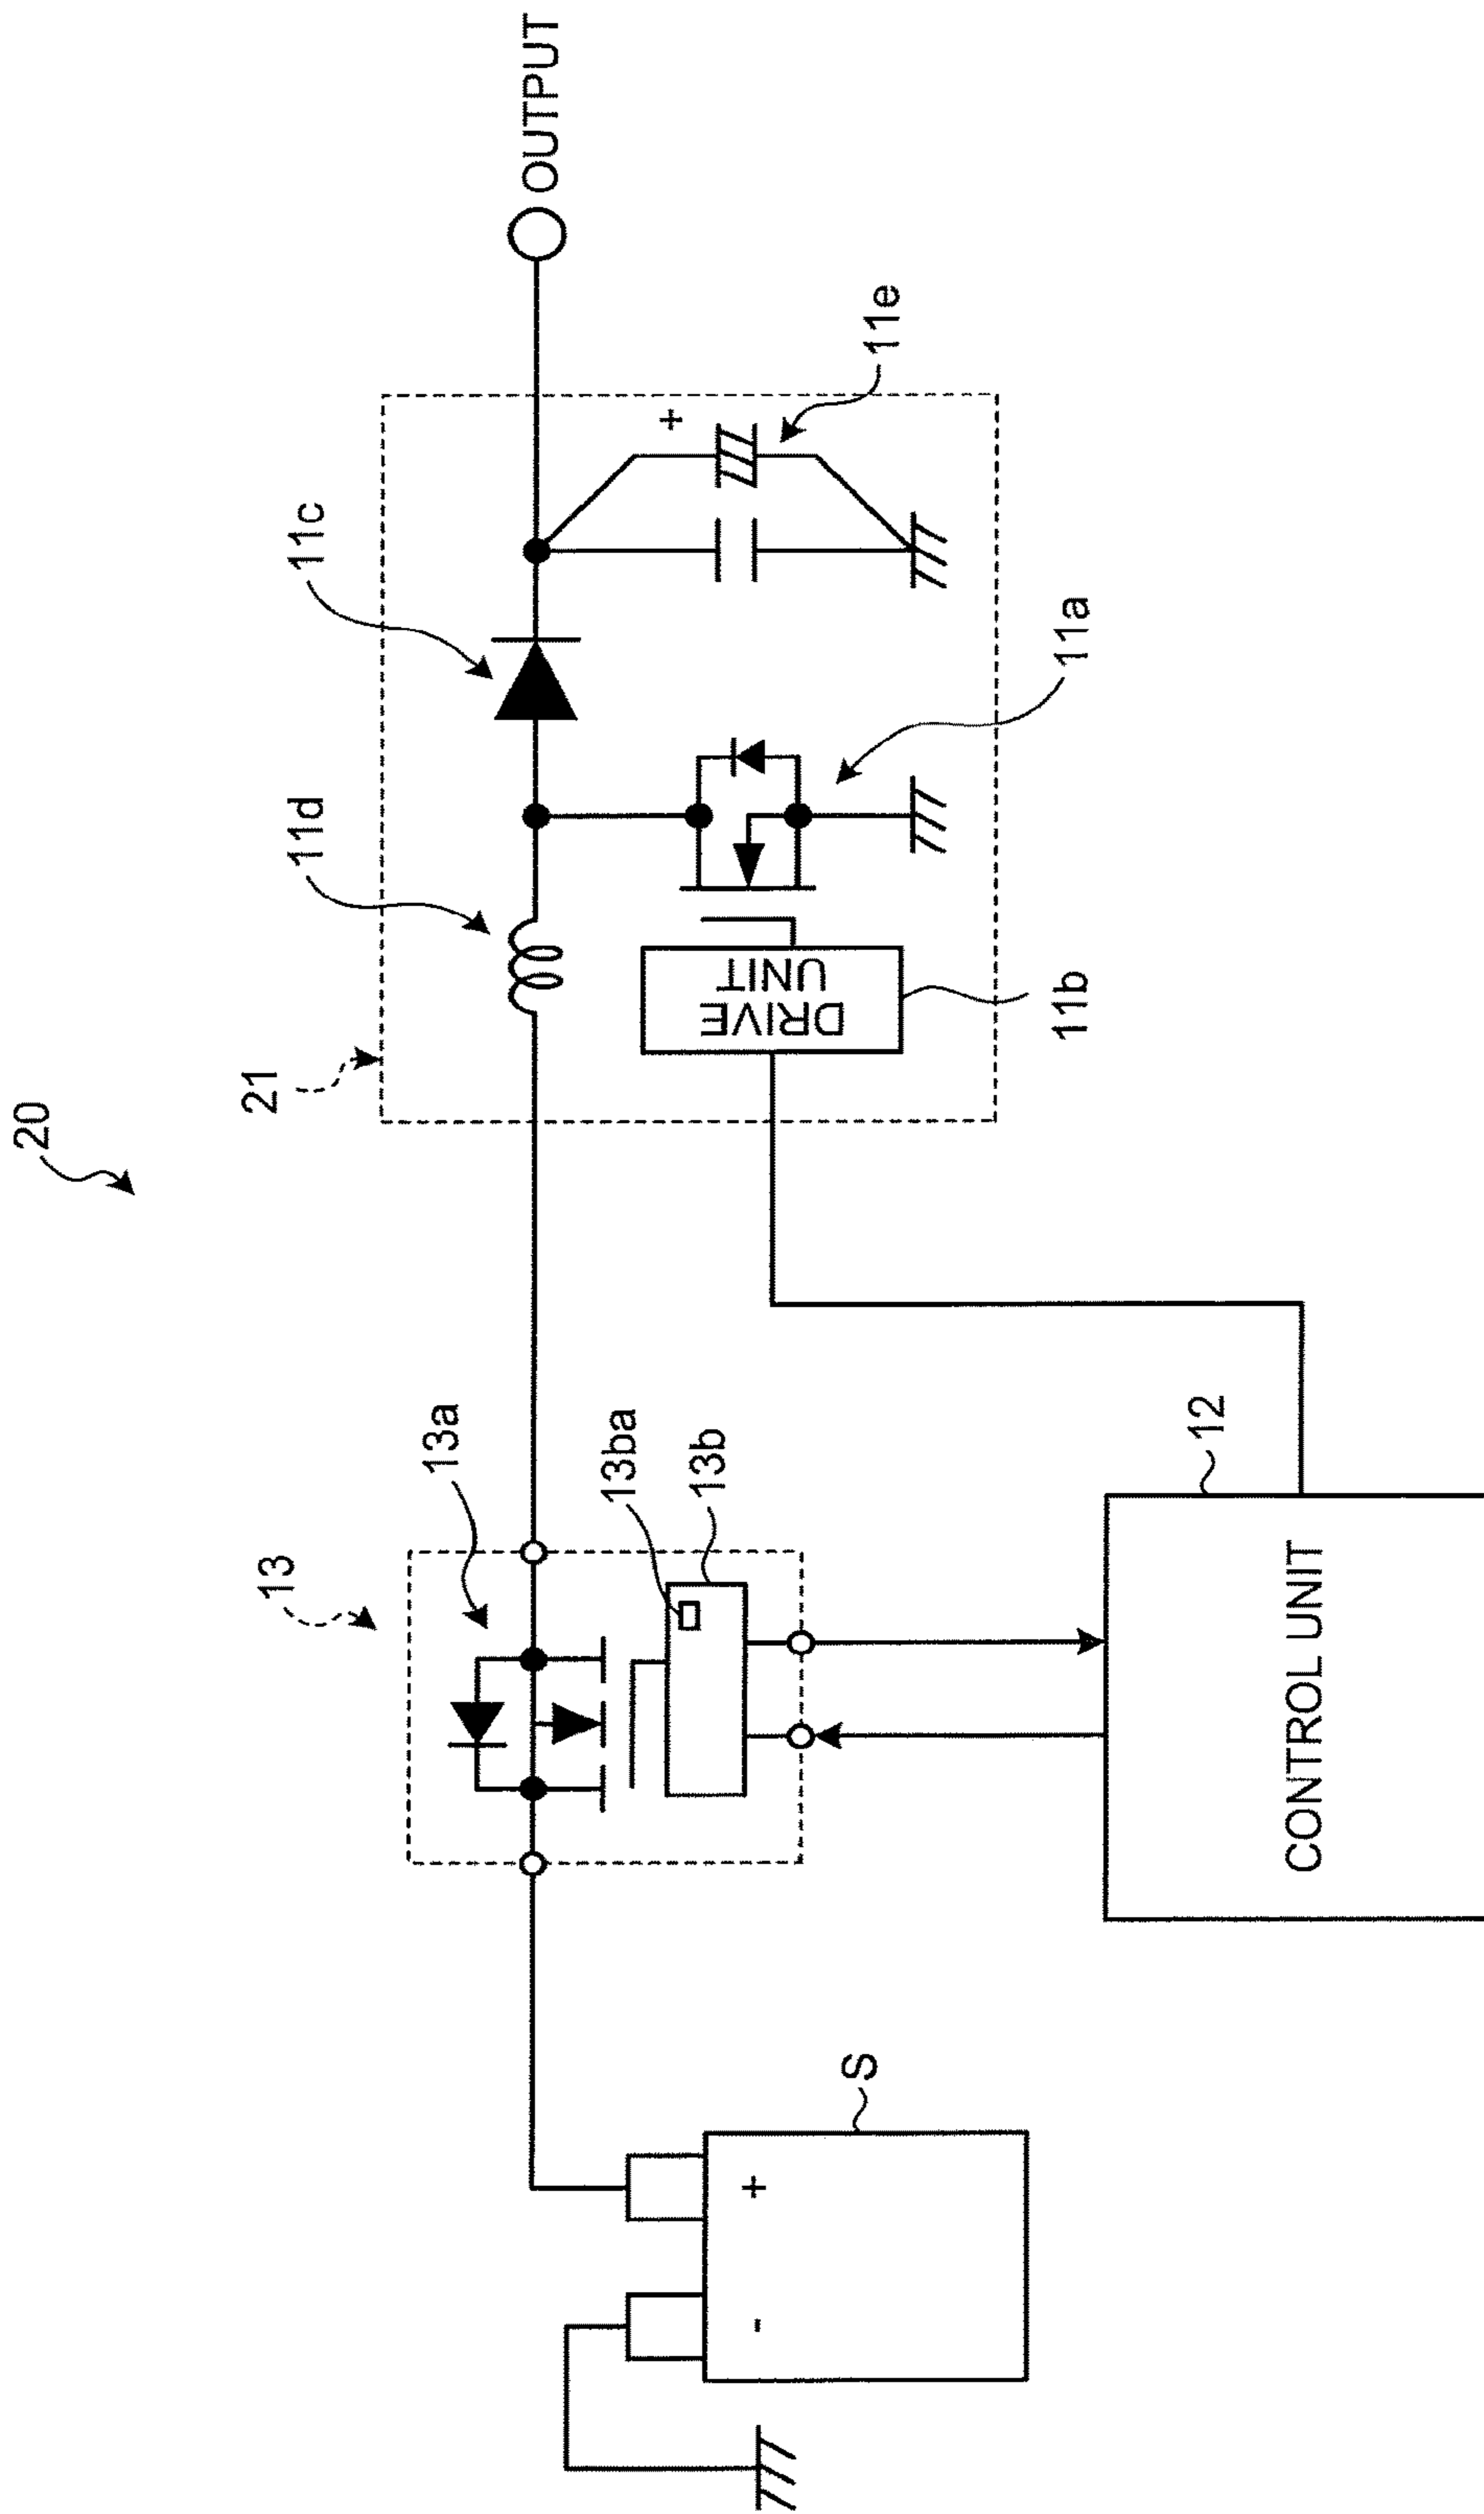 20
21
11d
11c
OUTPUT
13
13a
+
11e
13ba
DRIVE
UNIT
13b
11b
11a
S
+
-
12
CONTROL UNIT